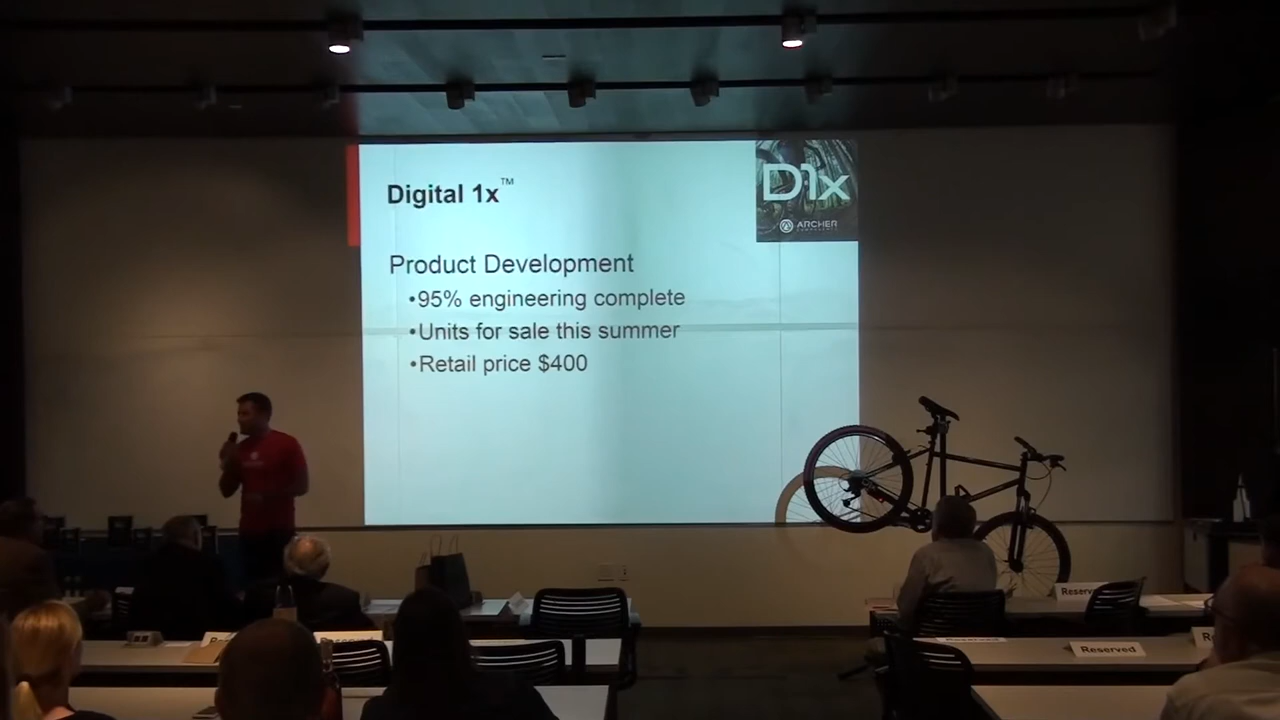 Digital 1x™
D1x
ARCHER
COMPONENTS
Product Development
•95% engineering complete
•Units for sale this summer
•Retail price $400
Reserved
Reserved